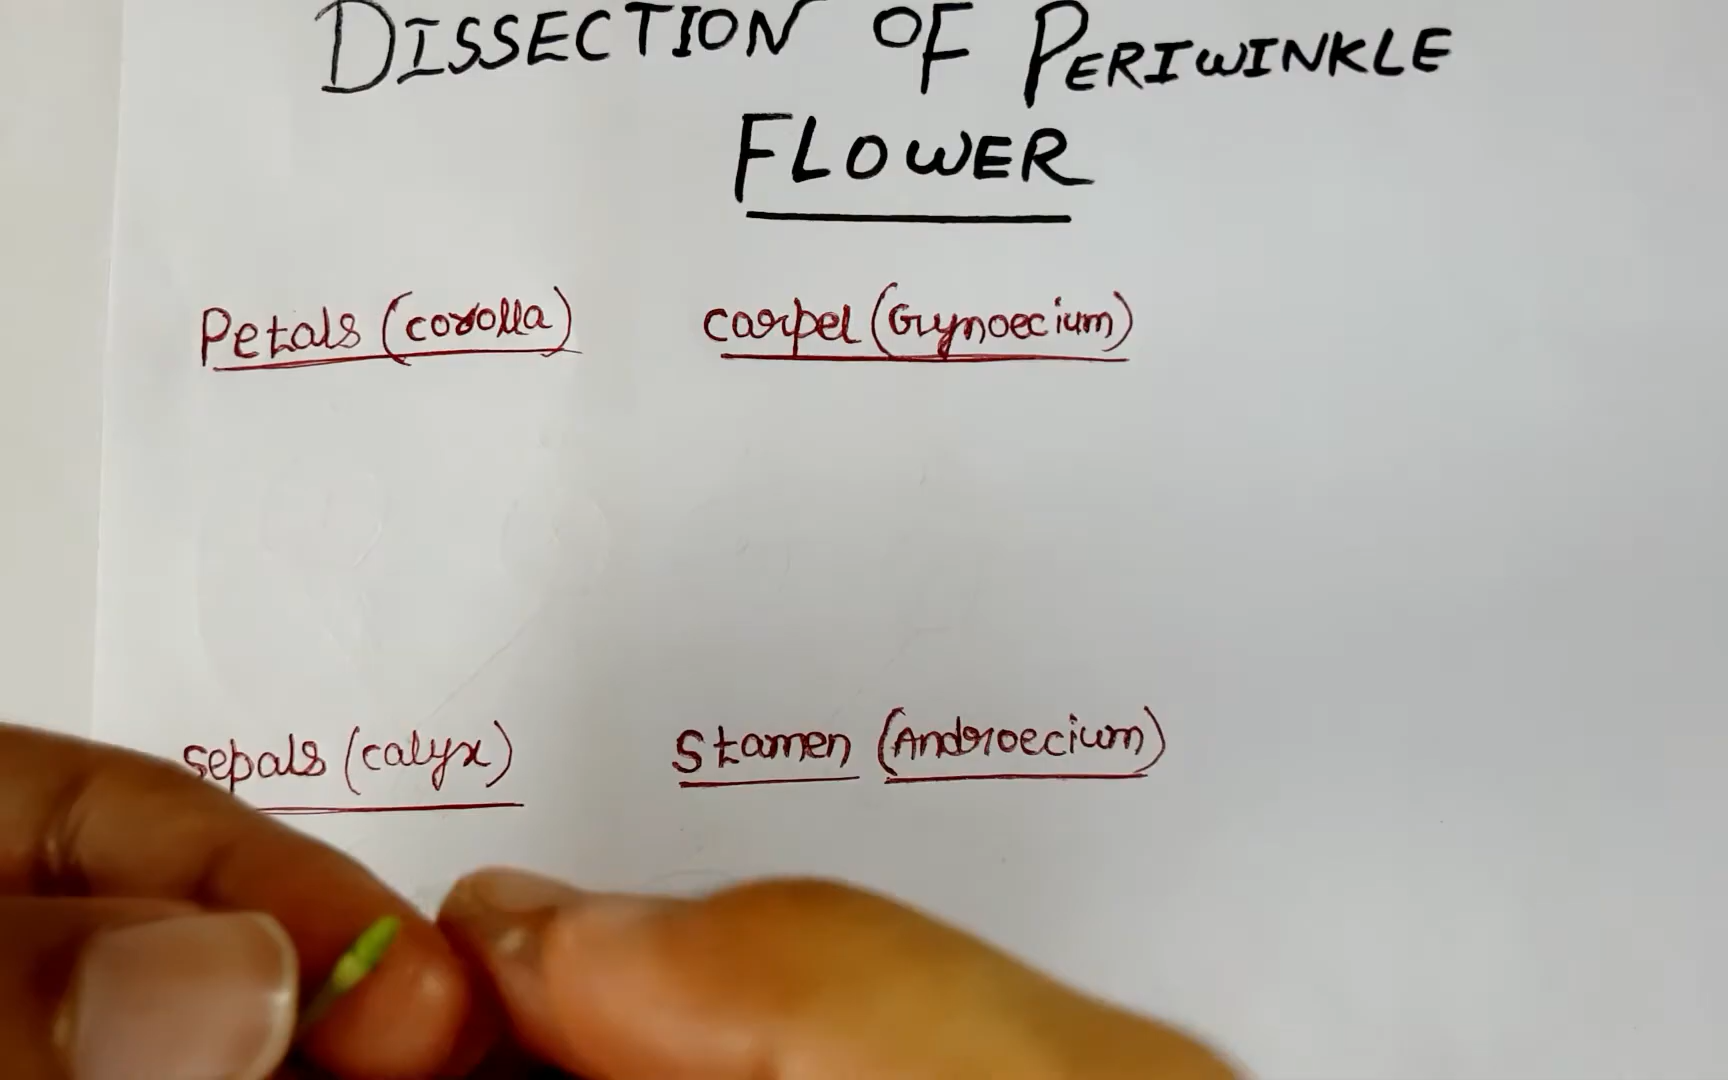 DISSECTION OF PERIWINKLE
FLOWER
Petals (corolla)
carpel (Gynoecium)
sepals (calyx)
Stamen (Androecium)